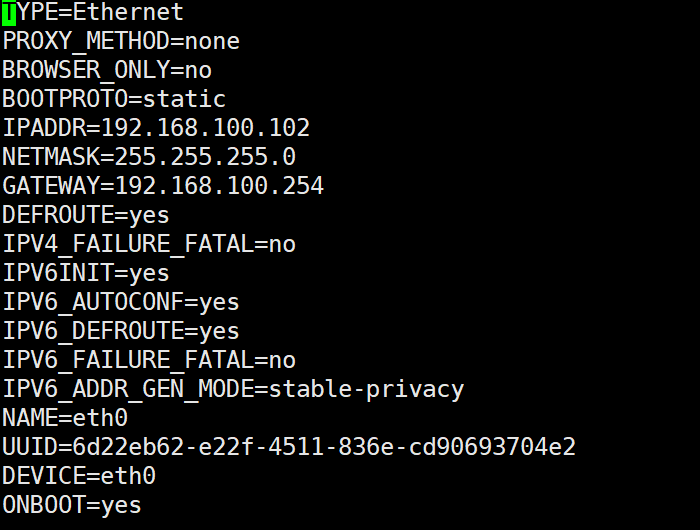 TYPE=Ethernet
PROXY_METHOD=none
BROWSER_ONLY=no
BOOTPROTO=static
IPADDR=192.168.100.102
NETMASK=255.255.255.0
GATEWAY=192.168.100.254
DEFROUTE=yes
IPV4_FAILURE_FATAL=no
IPV6INIT=yes
IPV6_AUTOCONF=yes
IPV6_DEFROUTE=yes
IPV6_FAILURE_FATAL=no
IPV6_ADDR_GEN_MODE=stable-privacy
NAME=eth0
UUID=6d22eb62-e22f-4511-836e-cd90693704e2
DEVICE=eth0
ONBOOT=yes